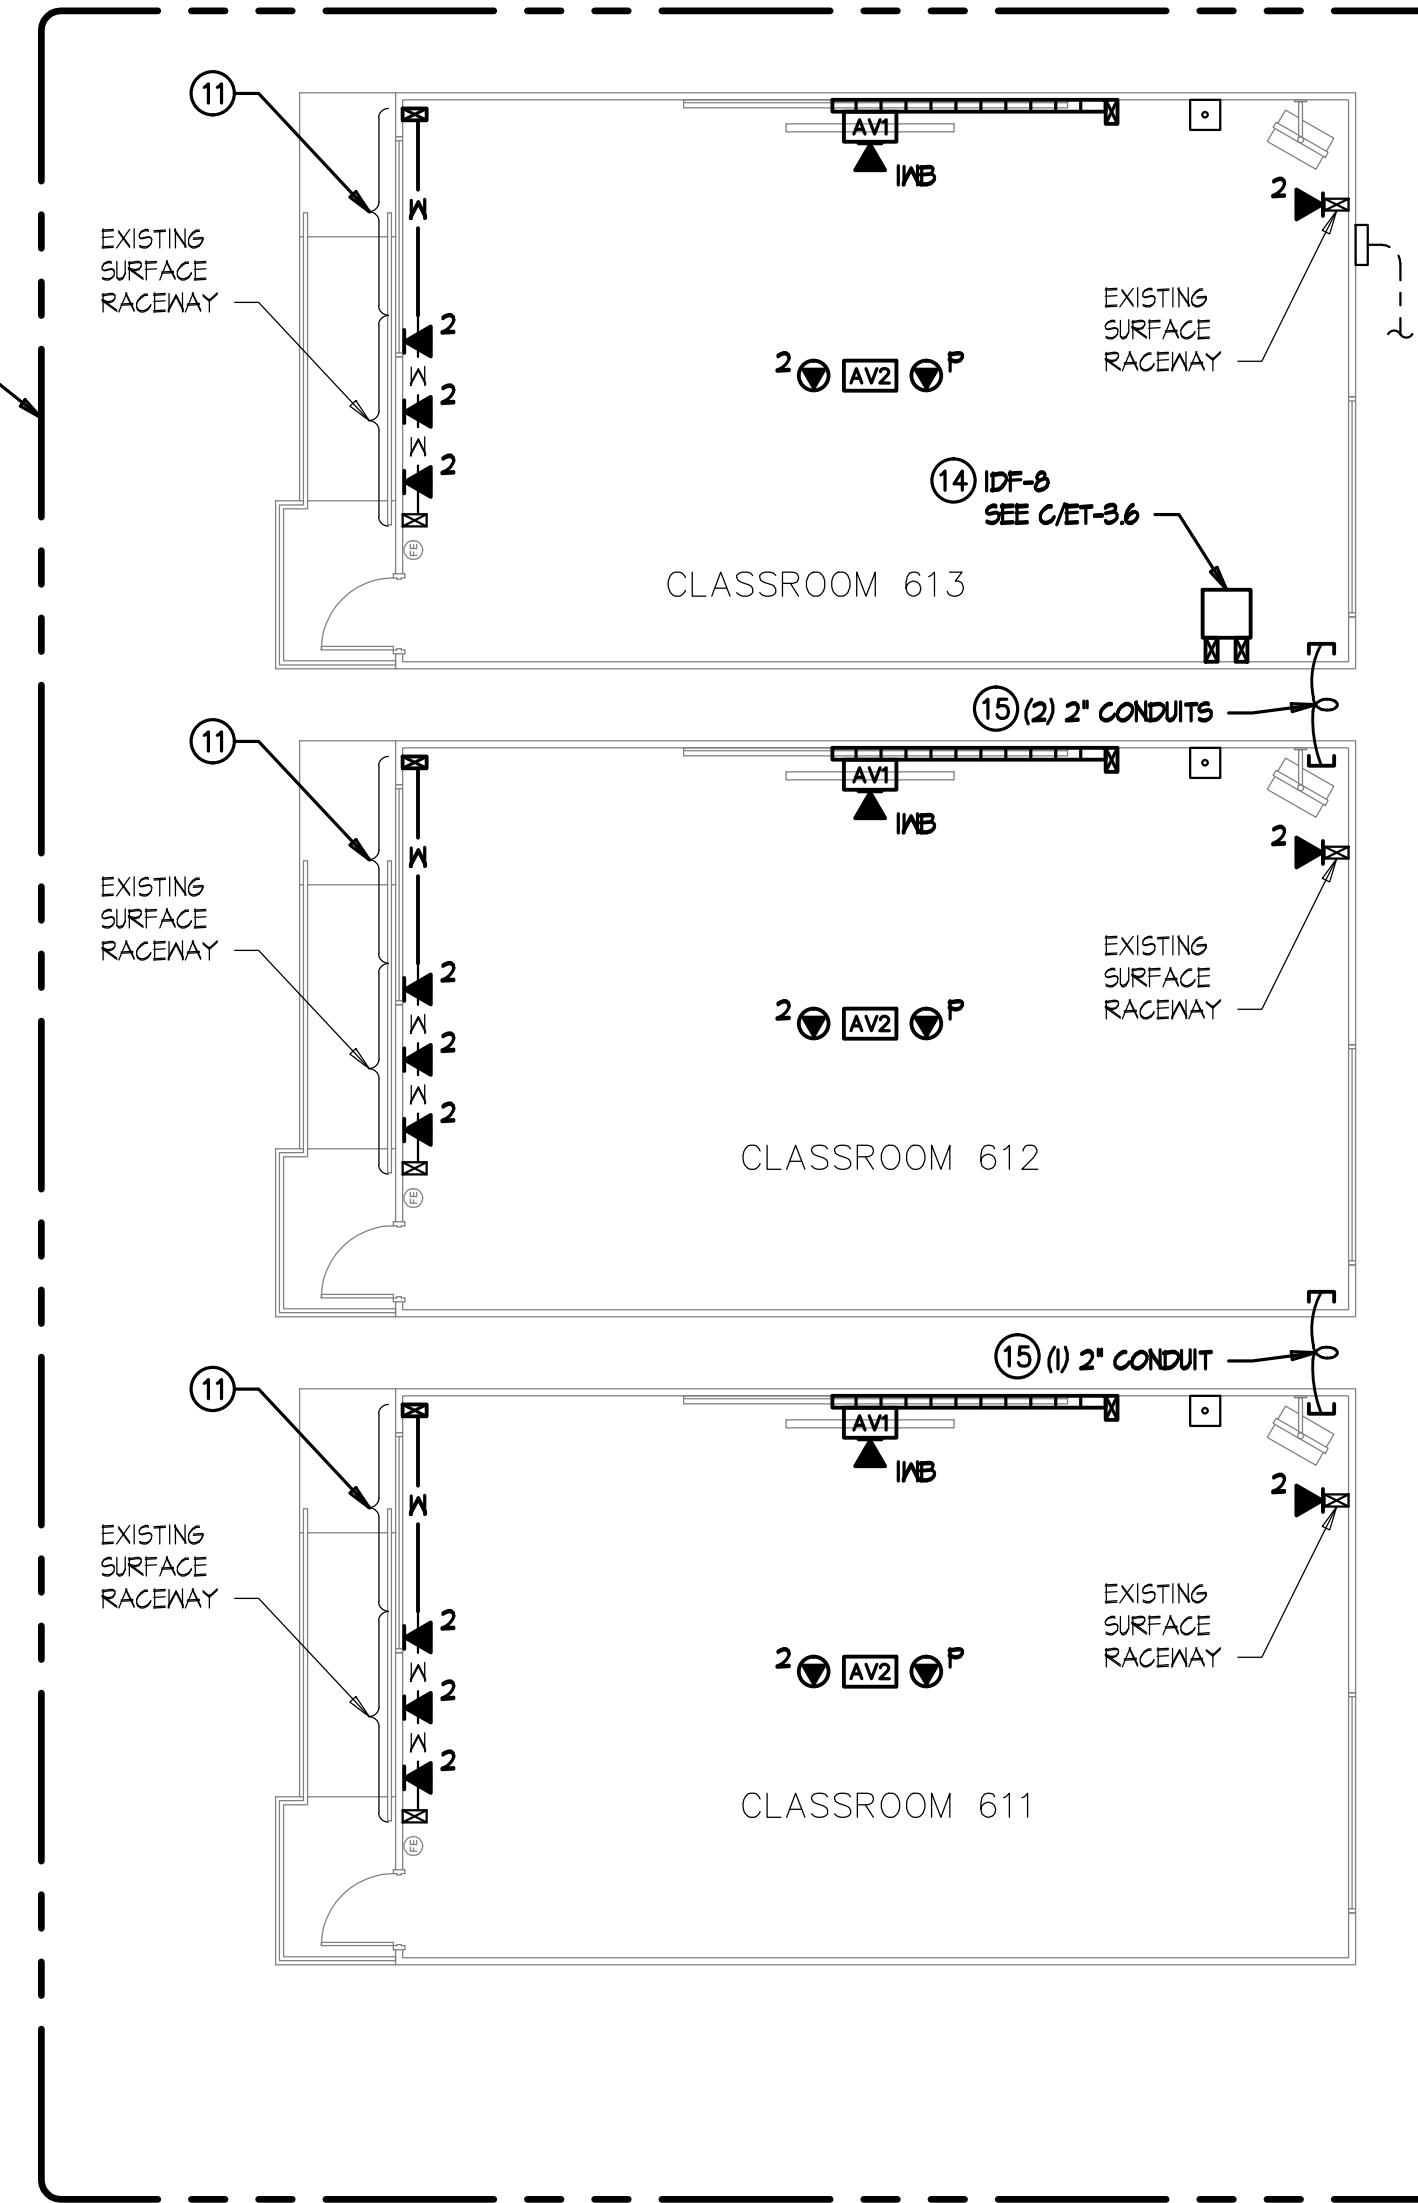 11
AV1
IWB
W
2
EXISTING
SURFACE
RACEWAY
EXISTING
SURFACE
RACEWAY
2
2 AV2 P
W
2
W
2
14 IDF-8
SEE C/ET-3.6
FE
CLASSROOM 613
15 (2) 2" CONDUITS
11
AV1
IWB
W
2
EXISTING
SURFACE
RACEWAY
EXISTING
SURFACE
RACEWAY
2
2 AV2 P
W
2
W
2
CLASSROOM 612
FE
15 (1) 2" CONDUIT
11
AV1
IWB
W
2
EXISTING
SURFACE
RACEWAY
EXISTING
SURFACE
RACEWAY
2
2 AV2 P
W
2
W
2
CLASSROOM 611
FE